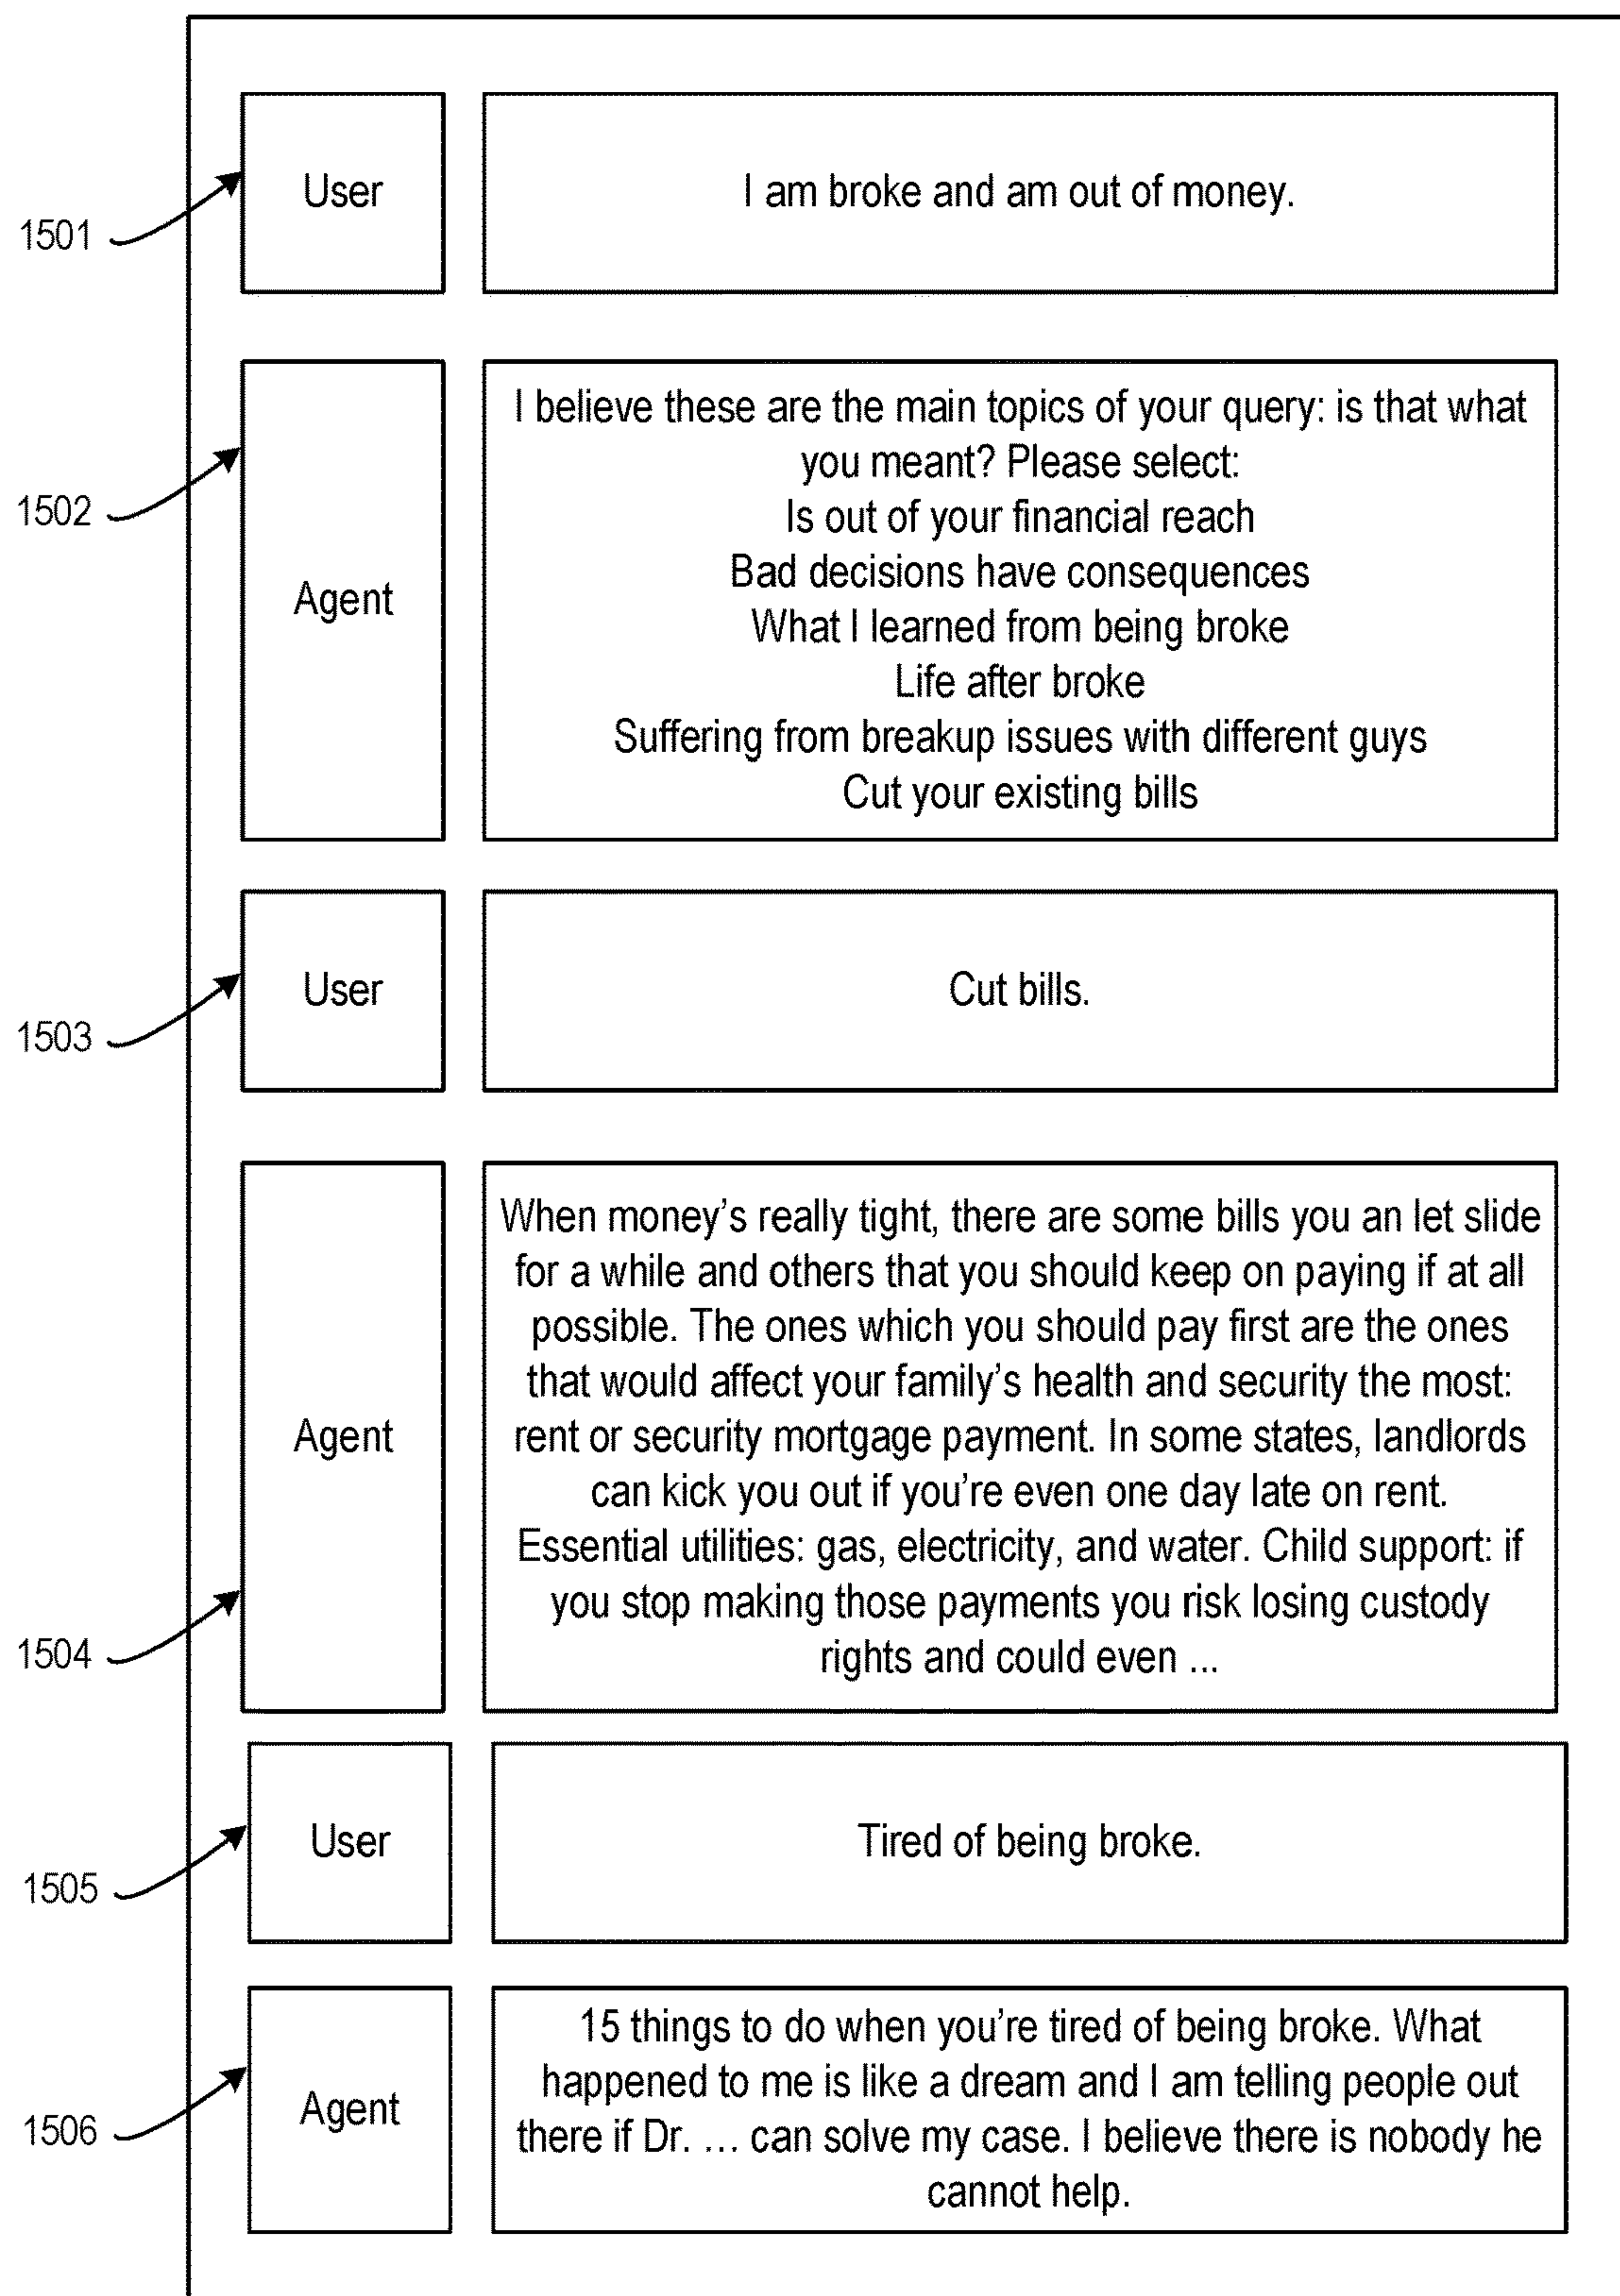 1501
User
I am broke and am out of money.
1502
Agent
I believe these are the main topics of your query: is that what
you meant? Please select:
Is out of your financial reach
Bad decisions have consequences
What I learned from being broke
Life after broke
Suffering from breakup issues with different guys
Cut your existing bills
1503
User
Cut bills.
1504
Agent
When money's really tight, there are some bills you an let slide
for a while and others that you should keep on paying if at all
possible. The ones which you should pay first are the ones
that would affect your family's health and security the most:
rent or security mortgage payment. In some states, landlords
can kick you out if you're even one day late on rent.
Essential utilities: gas, electricity, and water. Child support: if
you stop making those payments you risk losing custody
rights and could even ...
1505
User
Tired of being broke.
1506
Agent
15 things to do when you're tired of being broke. What
happened to me is like a dream and I am telling people out
there if Dr. ... can solve my case. I believe there is nobody he
cannot help.